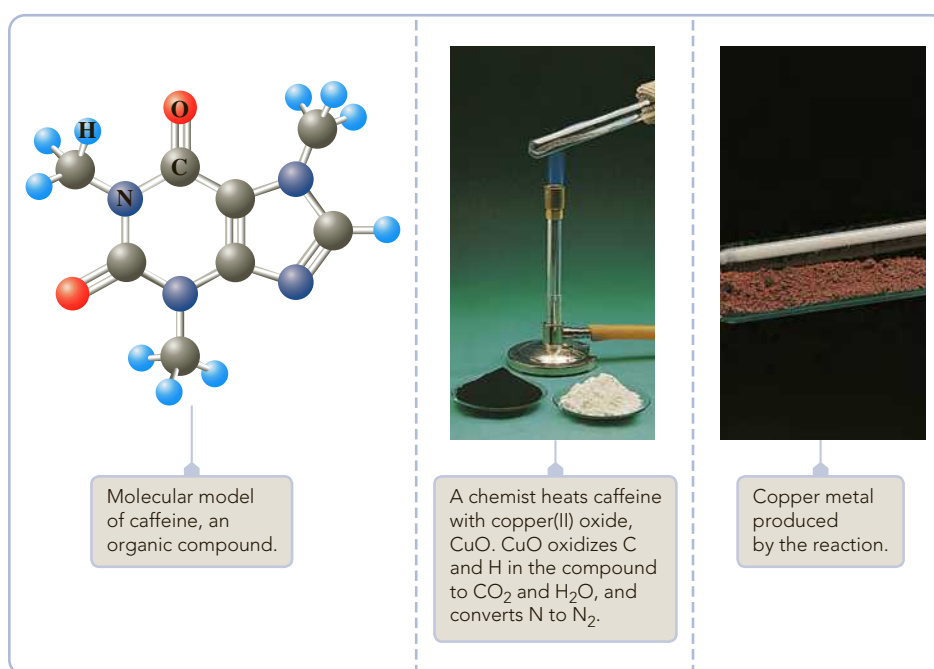 O
H
C
N
Molecular model
of caffeine, an
organic compound.
A chemist heats caffeine
with copper(II) oxide,
CuO. CuO oxidizes C
and H in the compound
to CO₂ and H₂O, and
converts N to N₂.
Copper metal
produced
by the reaction.